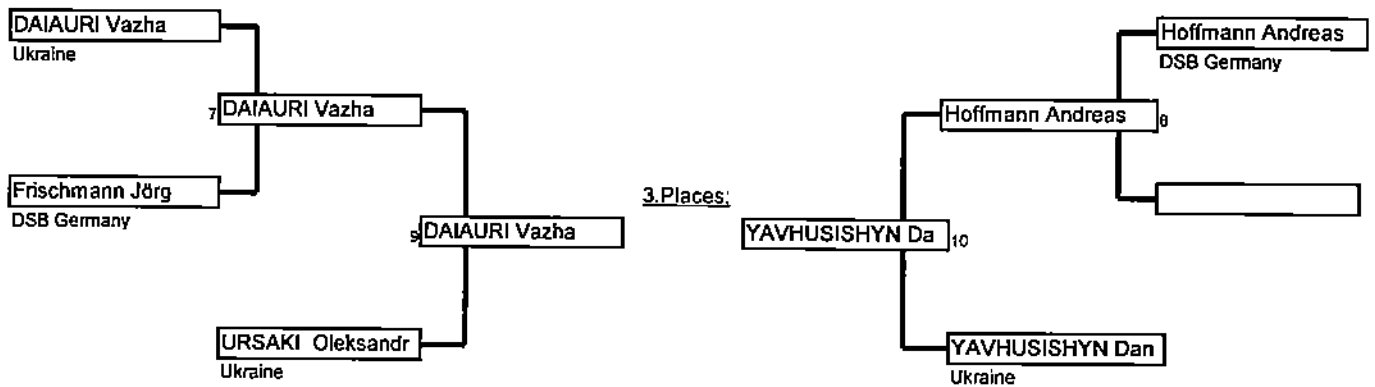 DAIAURI Vazha
Ukraine
7 DAIAURI Vazha
Frischmann Jörg
DSB Germany
9 DAIAURI Vazha
URSAKI Oleksandr
Ukraine
3.Places:
Hoffmann Andreas
DSB Germany
Hoffmann Andreas 8
YAVHUSISHYN Da 10
YAVHUSISHYN Dan
Ukraine